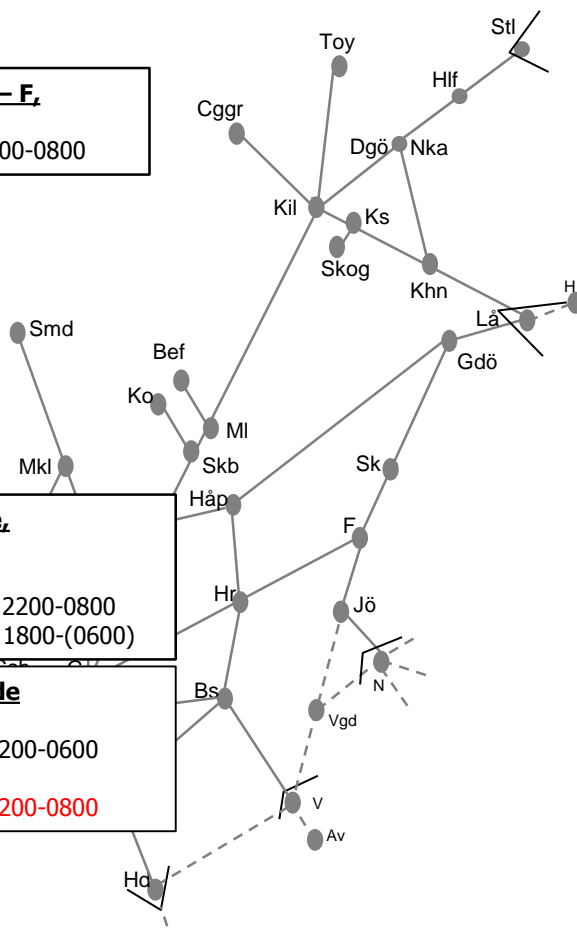 Stl
Toy
Hlf
– F,
Cggr
00-0800
Dgö
Nka
Kil
Ks
Skog
Khn
H
Lå
Smd
Gdö
Bef
Ko
Ml
Skb
Mkl
Sk
Håp
F
2200-0800
1800-(0600)
Hr
Jö
N
de
Bs
Vgd
200-0600
200-0800
V
Av
Hd